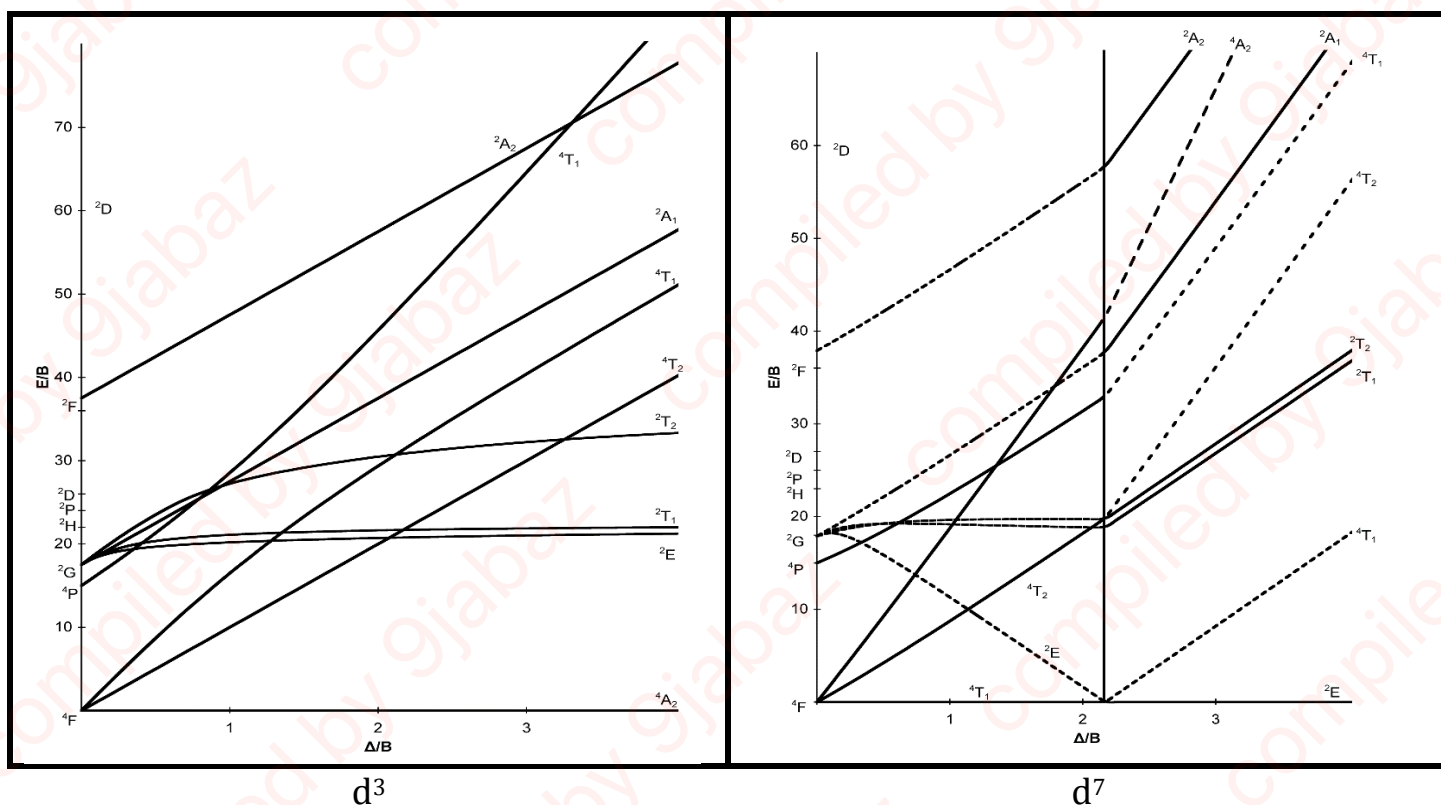 70
60
50
40
30
20
10
E/B
²D
²F
²D
²P
²H
²G
⁴P
⁴F
²A₂
⁴T₁
²A₁
⁴T₁
⁴T₂
²T₂
²T₁
²E
⁴A₂
1
2
3
Δ/B
d³
²A₂
⁴A₂
²A₁
⁴T₁
60
²D
⁴T₂
50
40
²F
E/B
²T₂
²T₁
30
²D
²P
²H
20
²G
⁴T₁
⁴P
⁴T₂
10
²E
⁴T₁
²E
⁴F
1
2
3
Δ/B
d⁷
compiled by 9jabaz